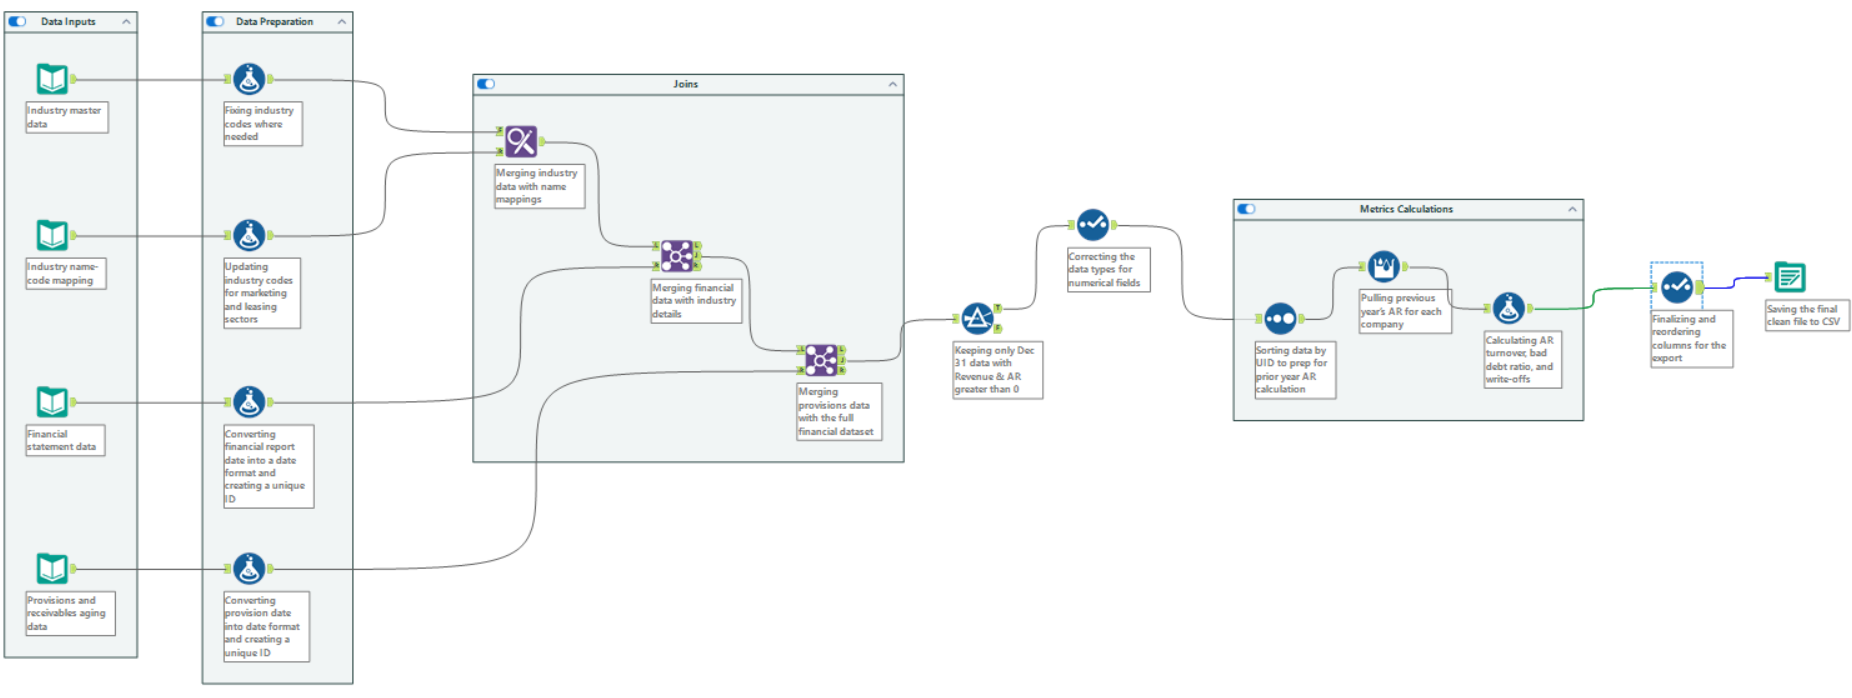 Data Inputs
Industry master
data
Industry name-
code mapping
Financial
statement data
Provisions and
receivables aging
data
Data Preparation
Fixing industry
codes where
needed
Updating
industry codes
for marketing
and leasing
sectors
Converting
financial report
date into a date
format and
creating a unique
ID
Converting
provision date
into date format
and creating a
unique ID
Joins
F
R
Merging industry
data with name
mappings
L
R
L
J
R
Merging financial
data with industry
details
L
R
L
J
R
Merging
provisions data
with the full
financial dataset
T
F
Keeping only Dec
31 data with
Revenue & AR
greater than 0
Correcting the
data types for
numerical fields
Metrics Calculations
Sorting data by
UID to prep for
prior year AR
calculation
Pulling previous
year's AR for each
company
Calculating AR
turnover, bad
debt ratio, and
write-offs
Finalizing and
reordering
columns for the
export
Saving the final
clean file to CSV